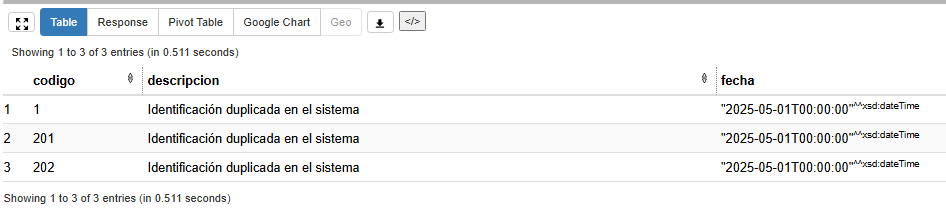 Table Response Pivot Table Google Chart Geo </>
Showing 1 to 3 of 3 entries (in 0.511 seconds)
codigo descripcion fecha
1 1 Identificación duplicada en el sistema "2025-05-01T00:00:00"^^xsd:dateTime
2 201 Identificación duplicada en el sistema "2025-05-01T00:00:00"^^xsd:dateTime
3 202 Identificación duplicada en el sistema "2025-05-01T00:00:00"^^xsd:dateTime
Showing 1 to 3 of 3 entries (in 0.511 seconds)